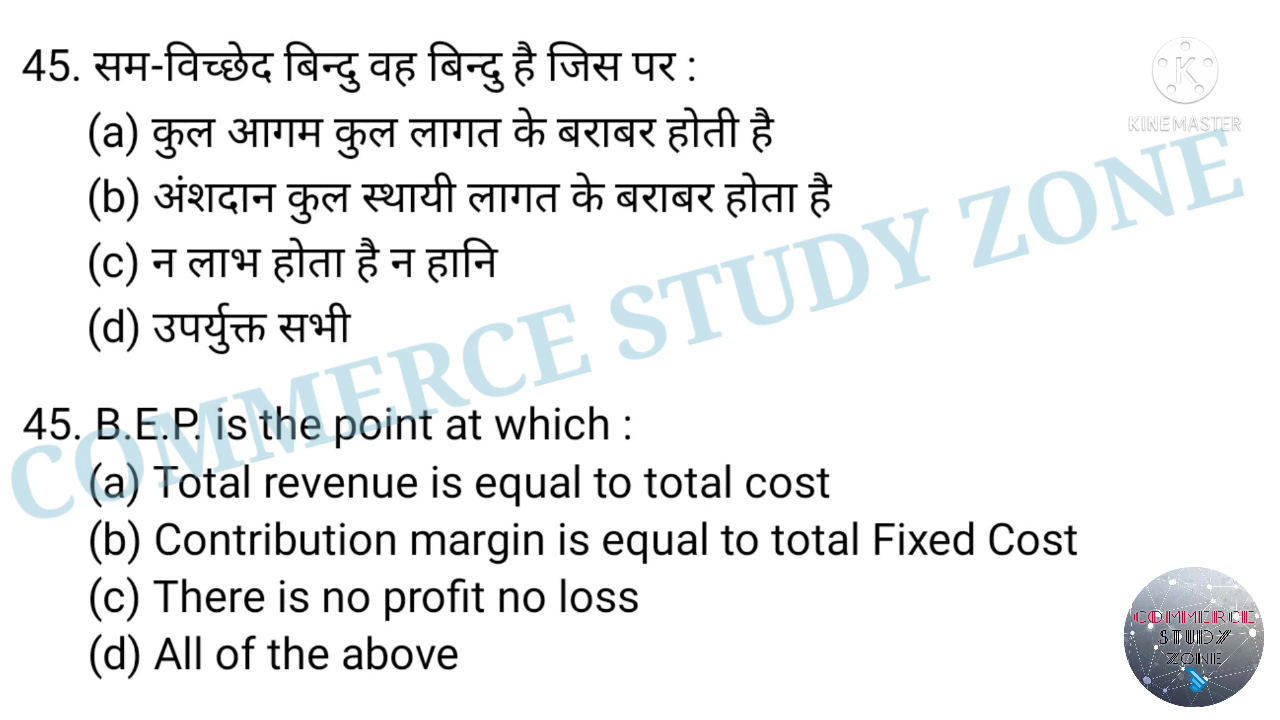 45. सम-विच्छेद बिन्दु वह बिन्दु है जिस पर :
(a) कुल आगम कुल लागत के बराबर होती है
(b) अंशदान कुल स्थायी लागत के बराबर होता है
(c) न लाभ होता है न हानि
(d) उपर्युक्त सभी
45. B.E.P. is the point at which :
(a) Total revenue is equal to total cost
(b) Contribution margin is equal to total Fixed Cost
(c) There is no profit no loss
(d) All of the above
COMMERCE STUDY ZONE
K
KINEMASTER
COMMERCE
STUDY
ZONE